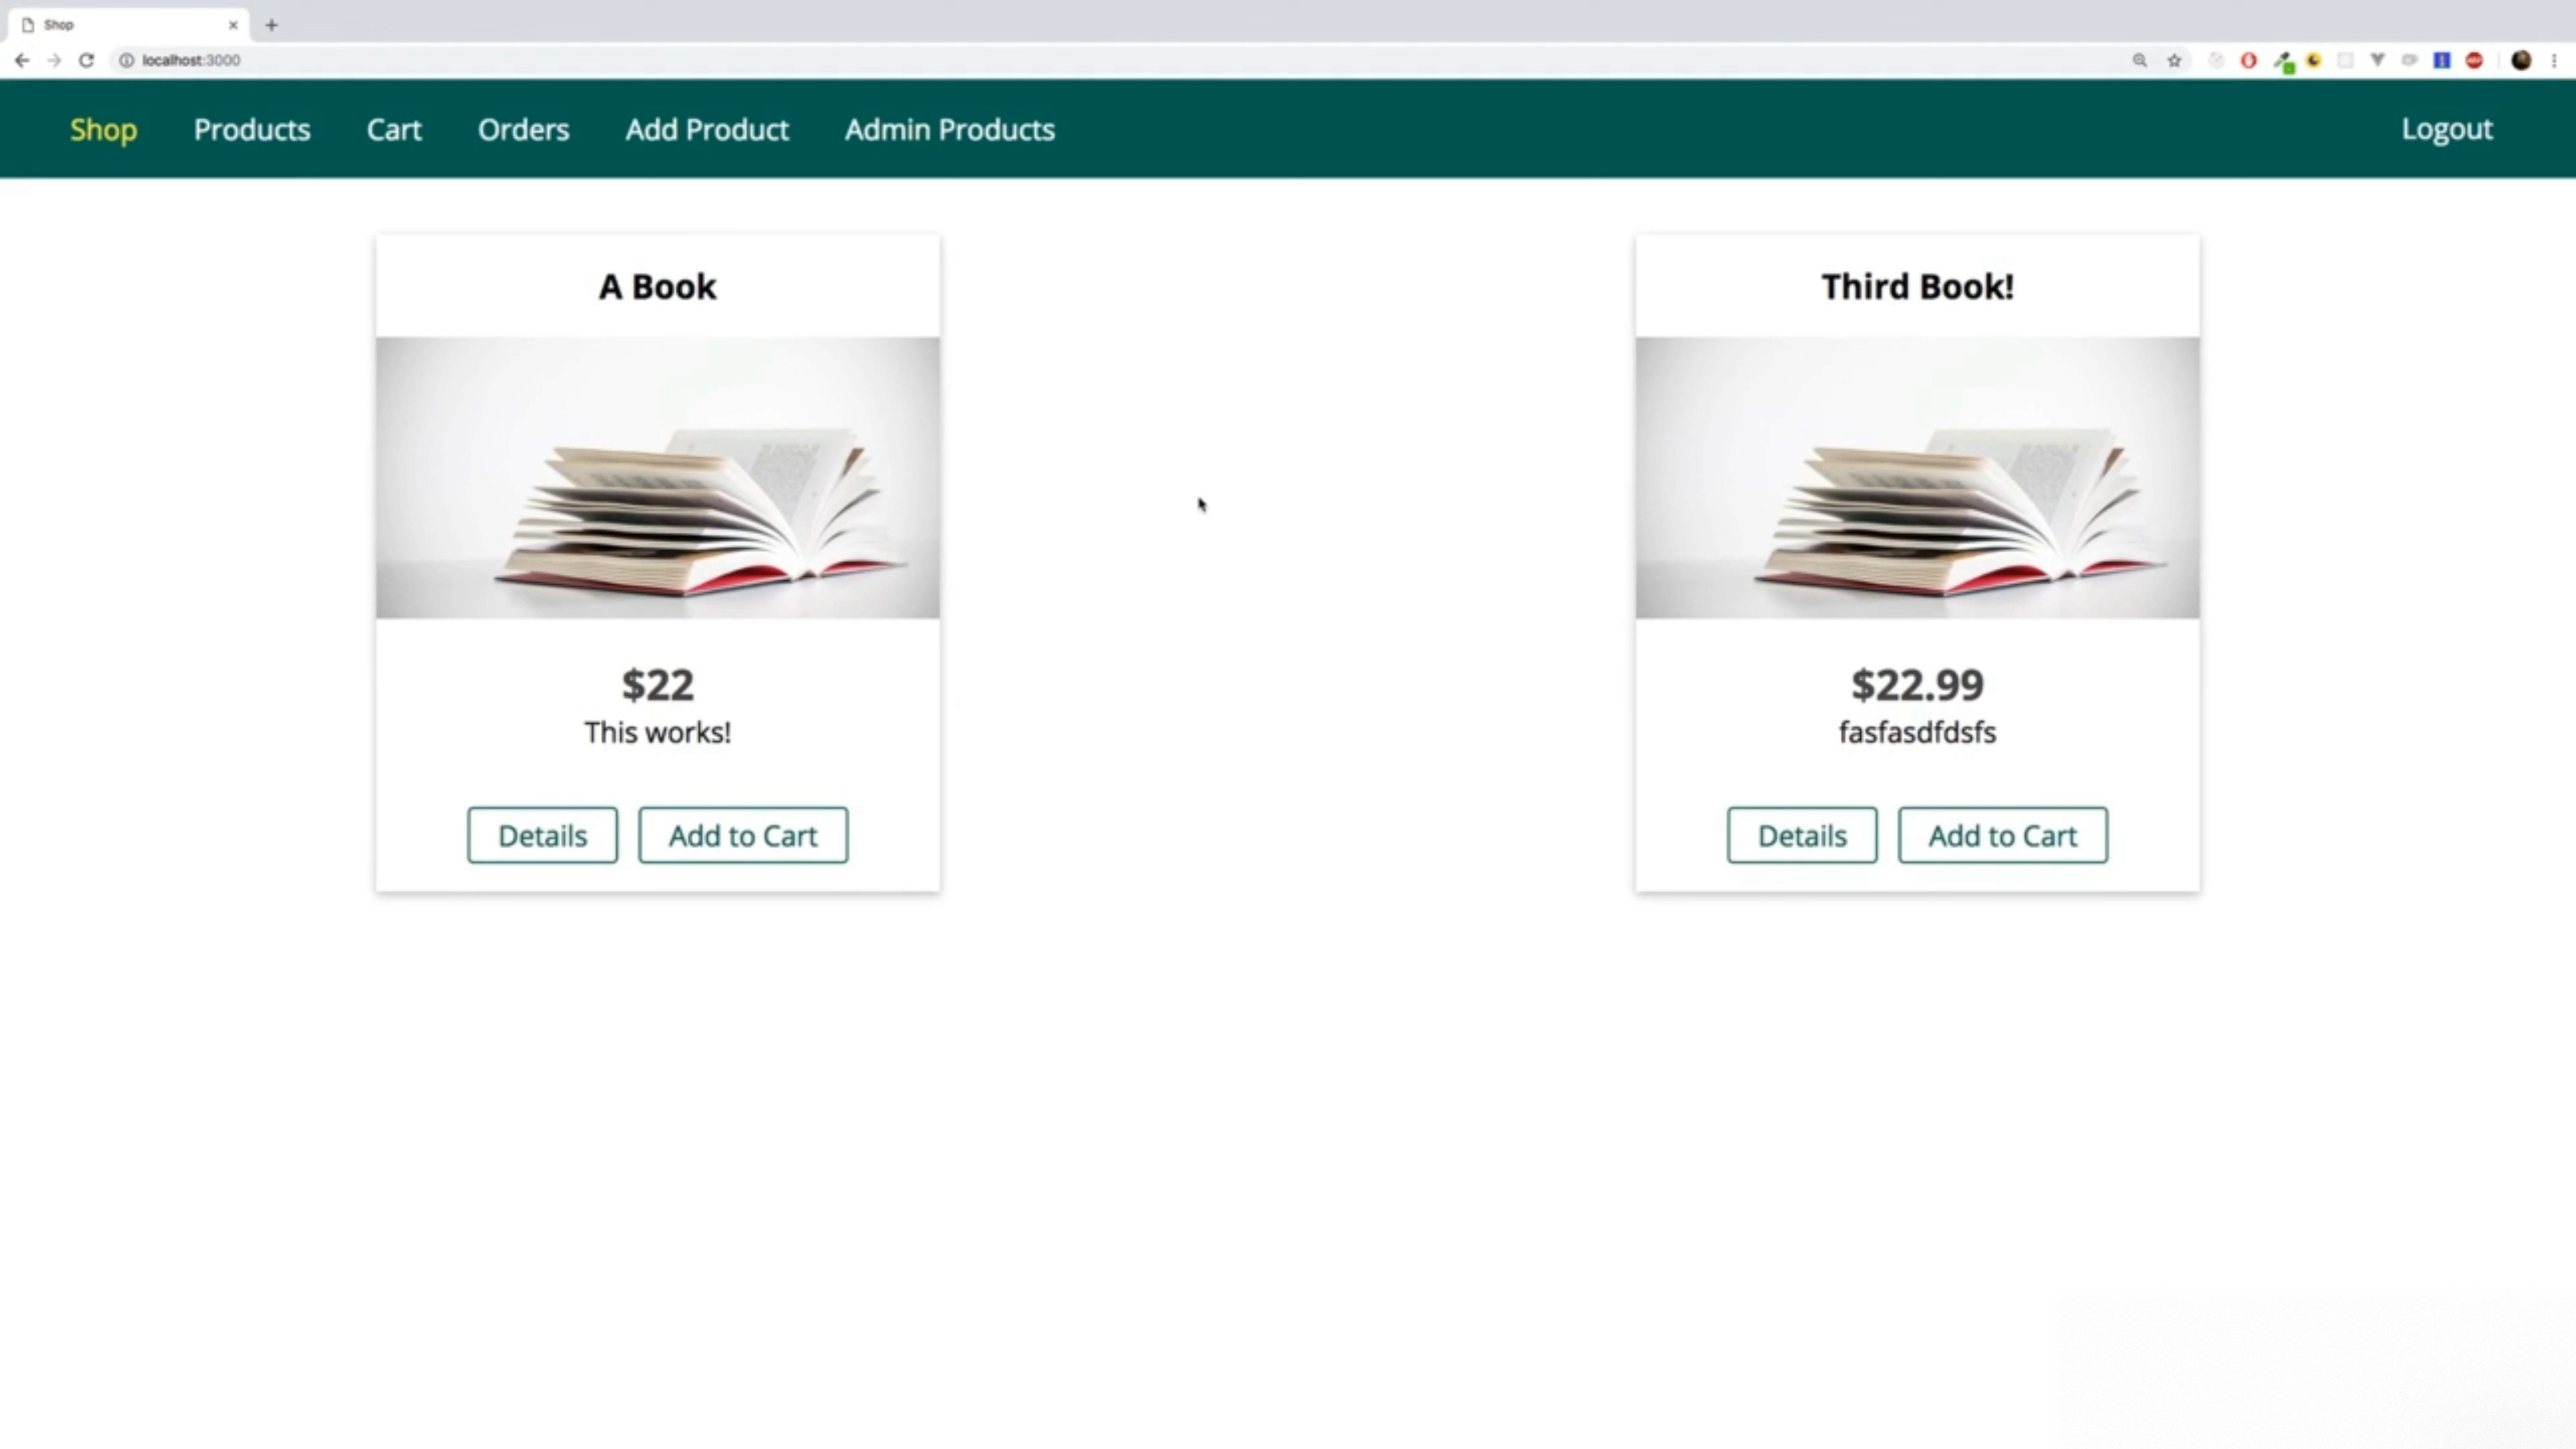 Shop
localhost:3000
Shop Products Cart Orders Add Product Admin Products Logout
A Book
$22
This works!
Details Add to Cart
Third Book!
$22.99
fasfasdfdsfs
Details Add to Cart